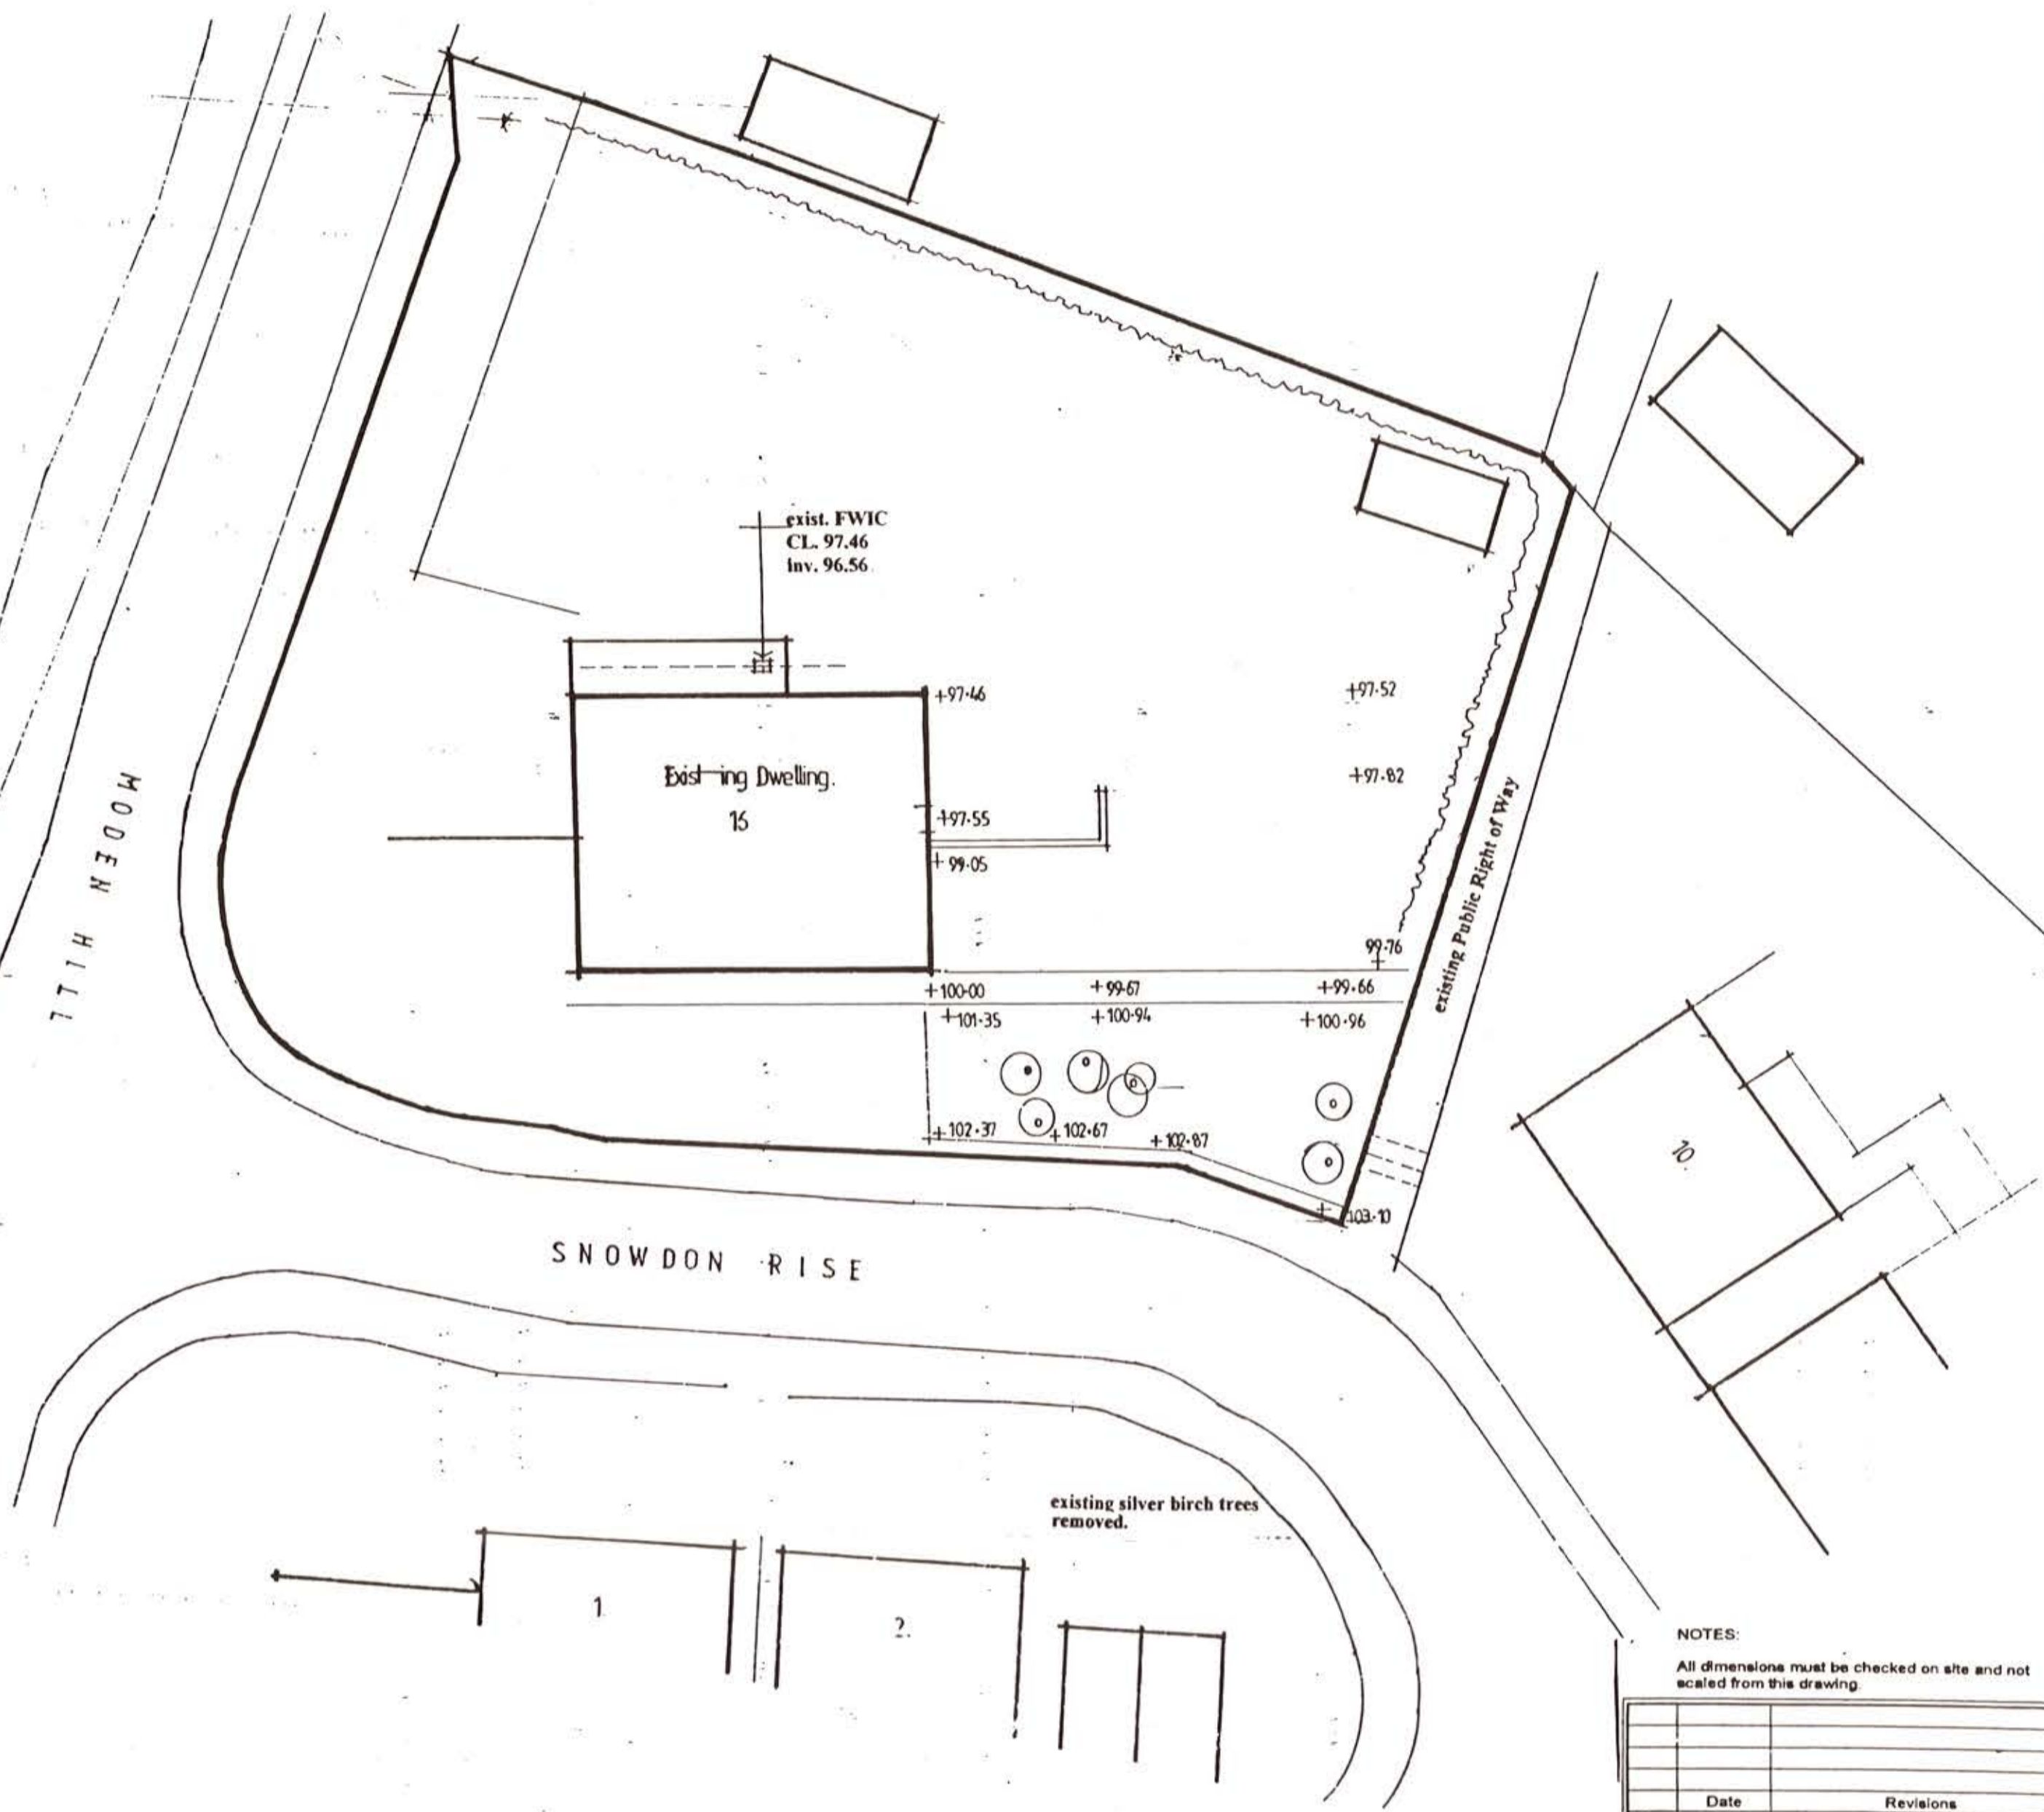 exist. FWIC
CL. 97.46
Inv. 96.56
+97.46
+97.52
Existing Dwelling.
15
+97.82
+97.55
+99.05
MODEN HILL
existing Public Right of Way
99.76
+100.00
+99.67
+99.66
+101.35
+100.94
+100.96
+102.37
+102.67
+102.87
103.10
10.
SNOWDON RISE
existing silver birch trees
removed.
1.
2.
NOTES:
All dimensions must be checked on site and not
scaled from this drawing.
Date
Revisions